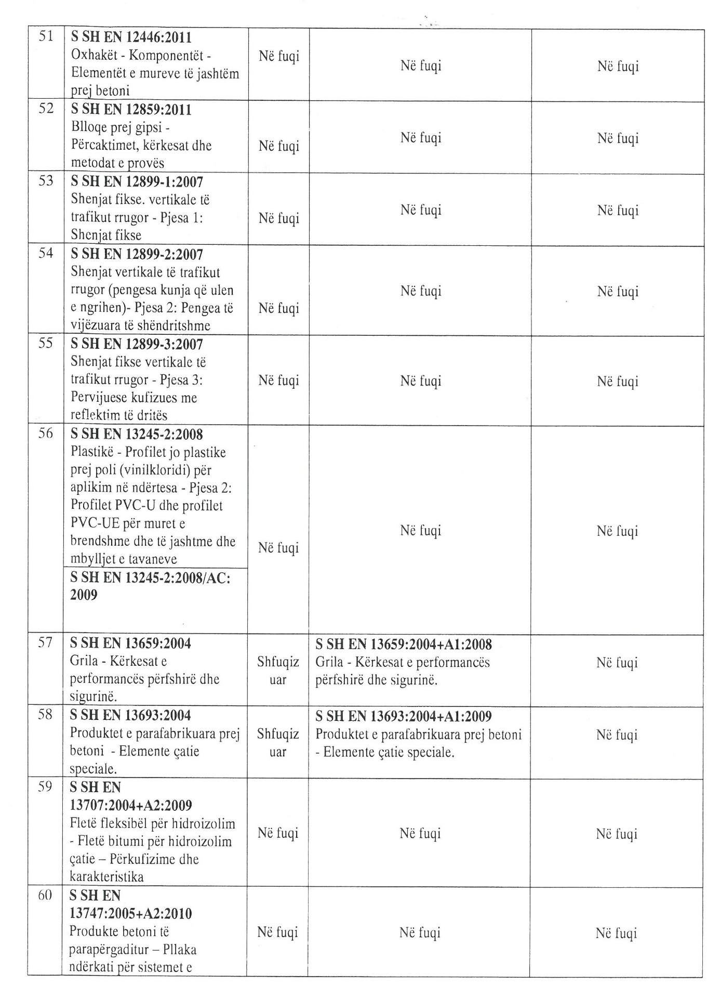 51
S SH EN 12446:2011
Oxhakët - Komponentët -
Elementët e mureve të jashtëm
prej betoni
Në fuqi
Në fuqi
Në fuqi
52
S SH EN 12859:2011
Blloqe prej gipsi -
Përcaktimet, kërkesat dhe
metodat e provës
Në fuqi
Në fuqi
Në fuqi
53
S SH EN 12899-1:2007
Shenjat fikse. vertikale të
trafikut rrugor - Pjesa 1:
Shenjat fikse
Në fuqi
Në fuqi
Në fuqi
54
S SH EN 12899-2:2007
Shenjat vertikale të trafikut
rrugor (pengesa kunja që ulen
e ngrihen)- Pjesa 2: Pengea të
vijëzuara të shëndritshme
Në fuqi
Në fuqi
Në fuqi
55
S SH EN 12899-3:2007
Shenjat fikse vertikale të
trafikut rrugor - Pjesa 3:
Pervijuese kufizues me
reflektim të dritës
Në fuqi
Në fuqi
Në fuqi
56
S SH EN 13245-2:2008
Plastikë - Profilet jo plastike
prej poli (vinilkloridi) për
aplikim në ndërtesa - Pjesa 2:
Profilet PVC-U dhe profilet
PVC-UE për muret e
brendshme dhe të jashtme dhe
mbylljet e tavaneve
S SH EN 13245-2:2008/AC:
2009
Në fuqi
Në fuqi
Në fuqi
57
S SH EN 13659:2004
Grila - Kërkesat e
performancës përfshirë dhe
sigurinë.
Shfuqiz
uar
S SH EN 13659:2004+A1:2008
Grila - Kërkesat e performancës
përfshirë dhe sigurinë.
Në fuqi
58
S SH EN 13693:2004
Produktet e parafabrikuara prej
betoni - Elemente çatie
speciale.
Shfuqiz
uar
S SH EN 13693:2004+A1:2009
Produktet e parafabrikuara prej betoni
- Elemente çatie speciale.
Në fuqi
59
S SH EN
13707:2004+A2:2009
Fletë fleksibël për hidroizolim
- Fletë bitumi për hidroizolim
çatie – Përkufizime dhe
karakteristika
Në fuqi
Në fuqi
Në fuqi
60
S SH EN
13747:2005+A2:2010
Produkte betoni të
parapërgaditur – Pllaka
ndërkati për sistemet e
Në fuqi
Në fuqi
Në fuqi